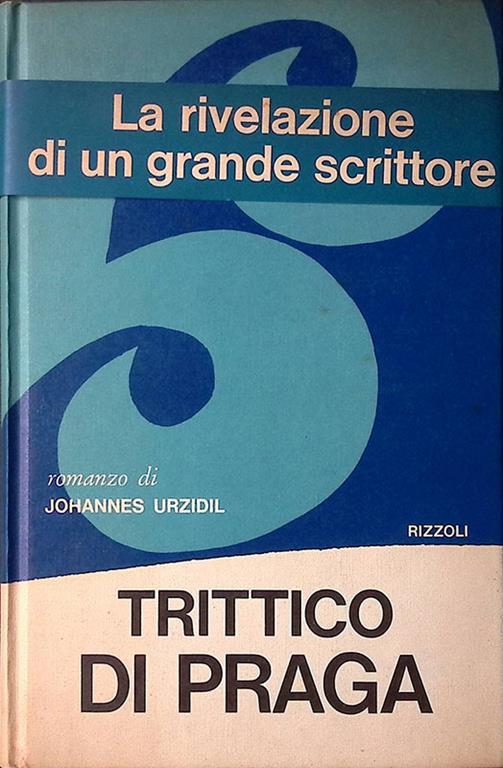 La rivelazione
di un grande scrittore
romanzo di
JOHANNES URZIDIL
RIZZOLI
TRITTICO
DI PRAGA